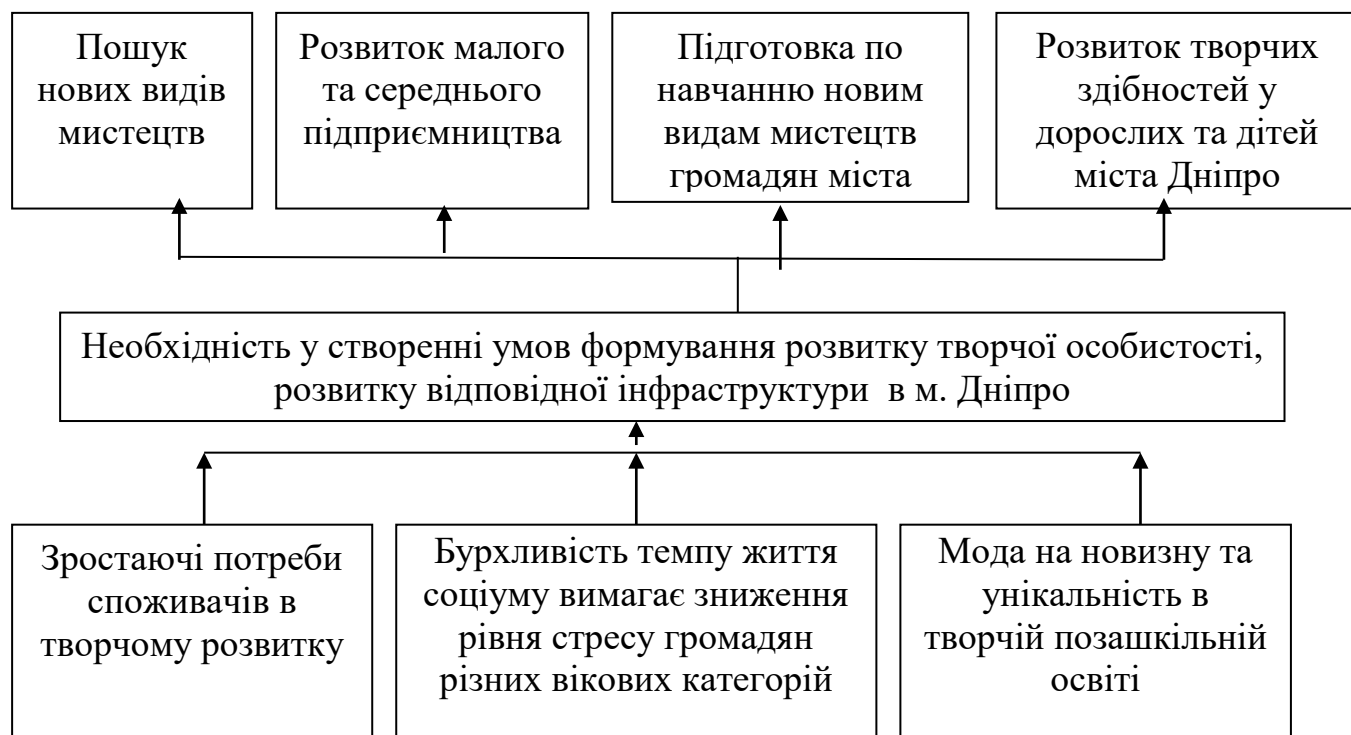 Пошук
нових видів
мистецтв
Розвиток малого
та середнього
підприємництва
Підготовка по
навчанню новим
видам мистецтв
громадян міста
Розвиток творчих
здібностей у
дорослих та дітей
міста Дніпро
Необхідність у створенні умов формування розвитку творчої особистості,
розвитку відповідної інфраструктури в м. Дніпро
Зростаючі потреби
споживачів в
творчому розвитку
Бурхливість темпу життя
соціуму вимагає зниження
рівня стресу громадян
різних вікових категорій
Мода на новизну та
унікальність в
творчій позашкільній
освіті